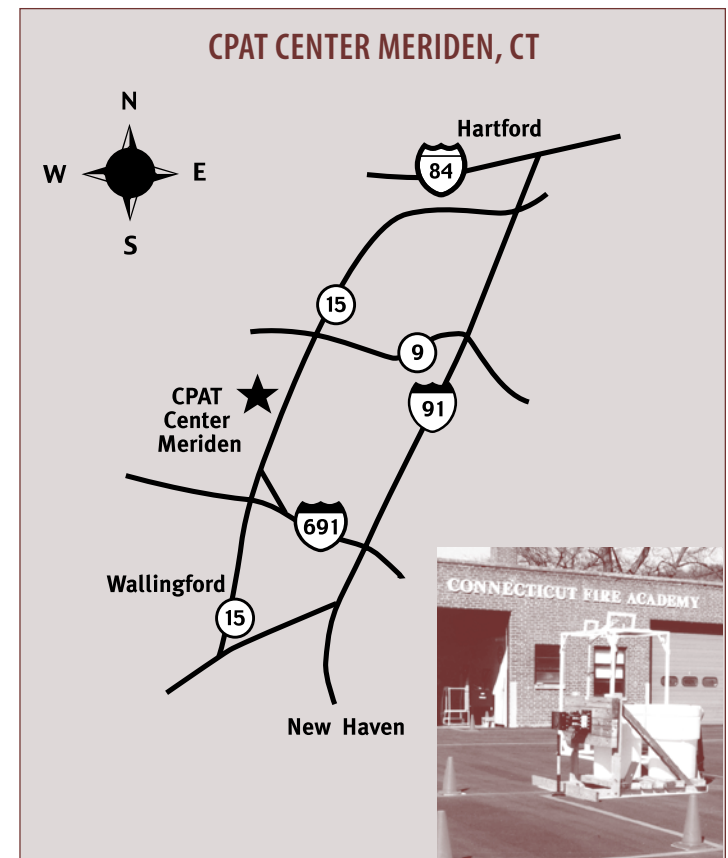 CPAT CENTER MERIDEN, CT
N
W
E
S
Hartford
84
15
9
CPAT
Center
Meriden
91
691
Wallingford
15
New Haven
CONNECTICUT FIRE ACADEMY